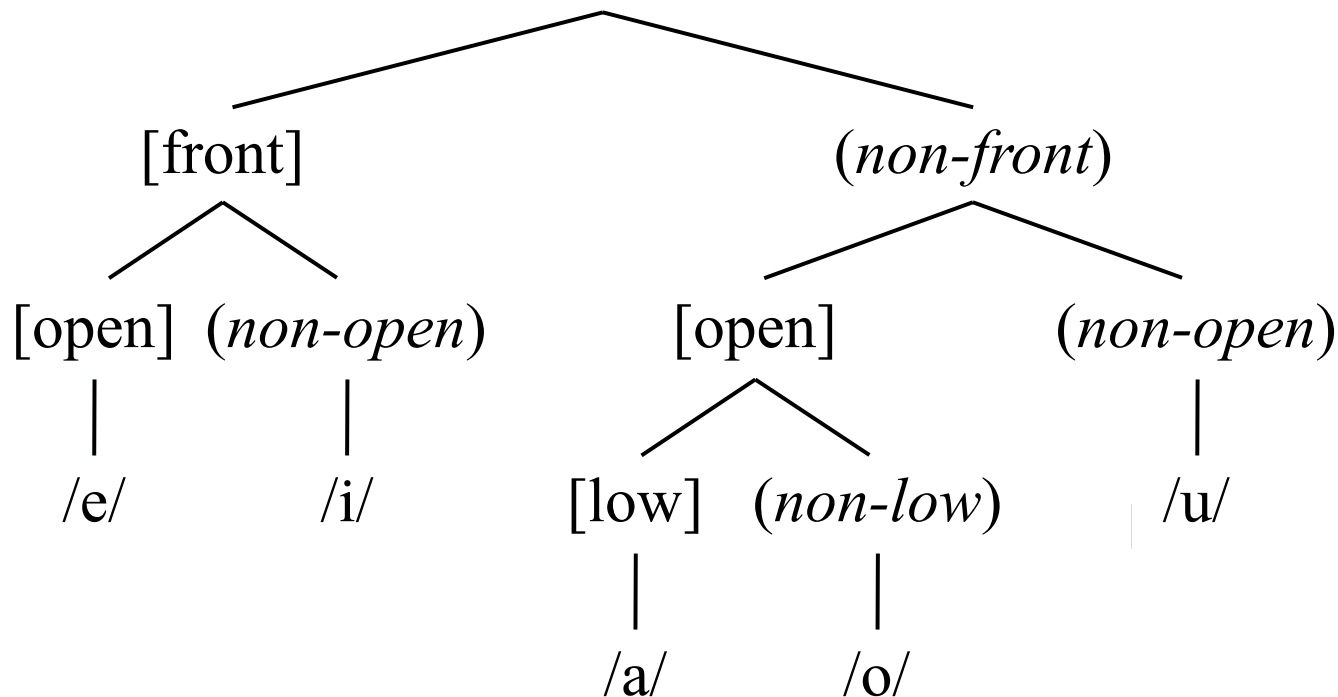 [front] (non-front)
[open] (non-open) [open] (non-open)
/e/ /i/ [low] (non-low) /u/
/a/ /o/